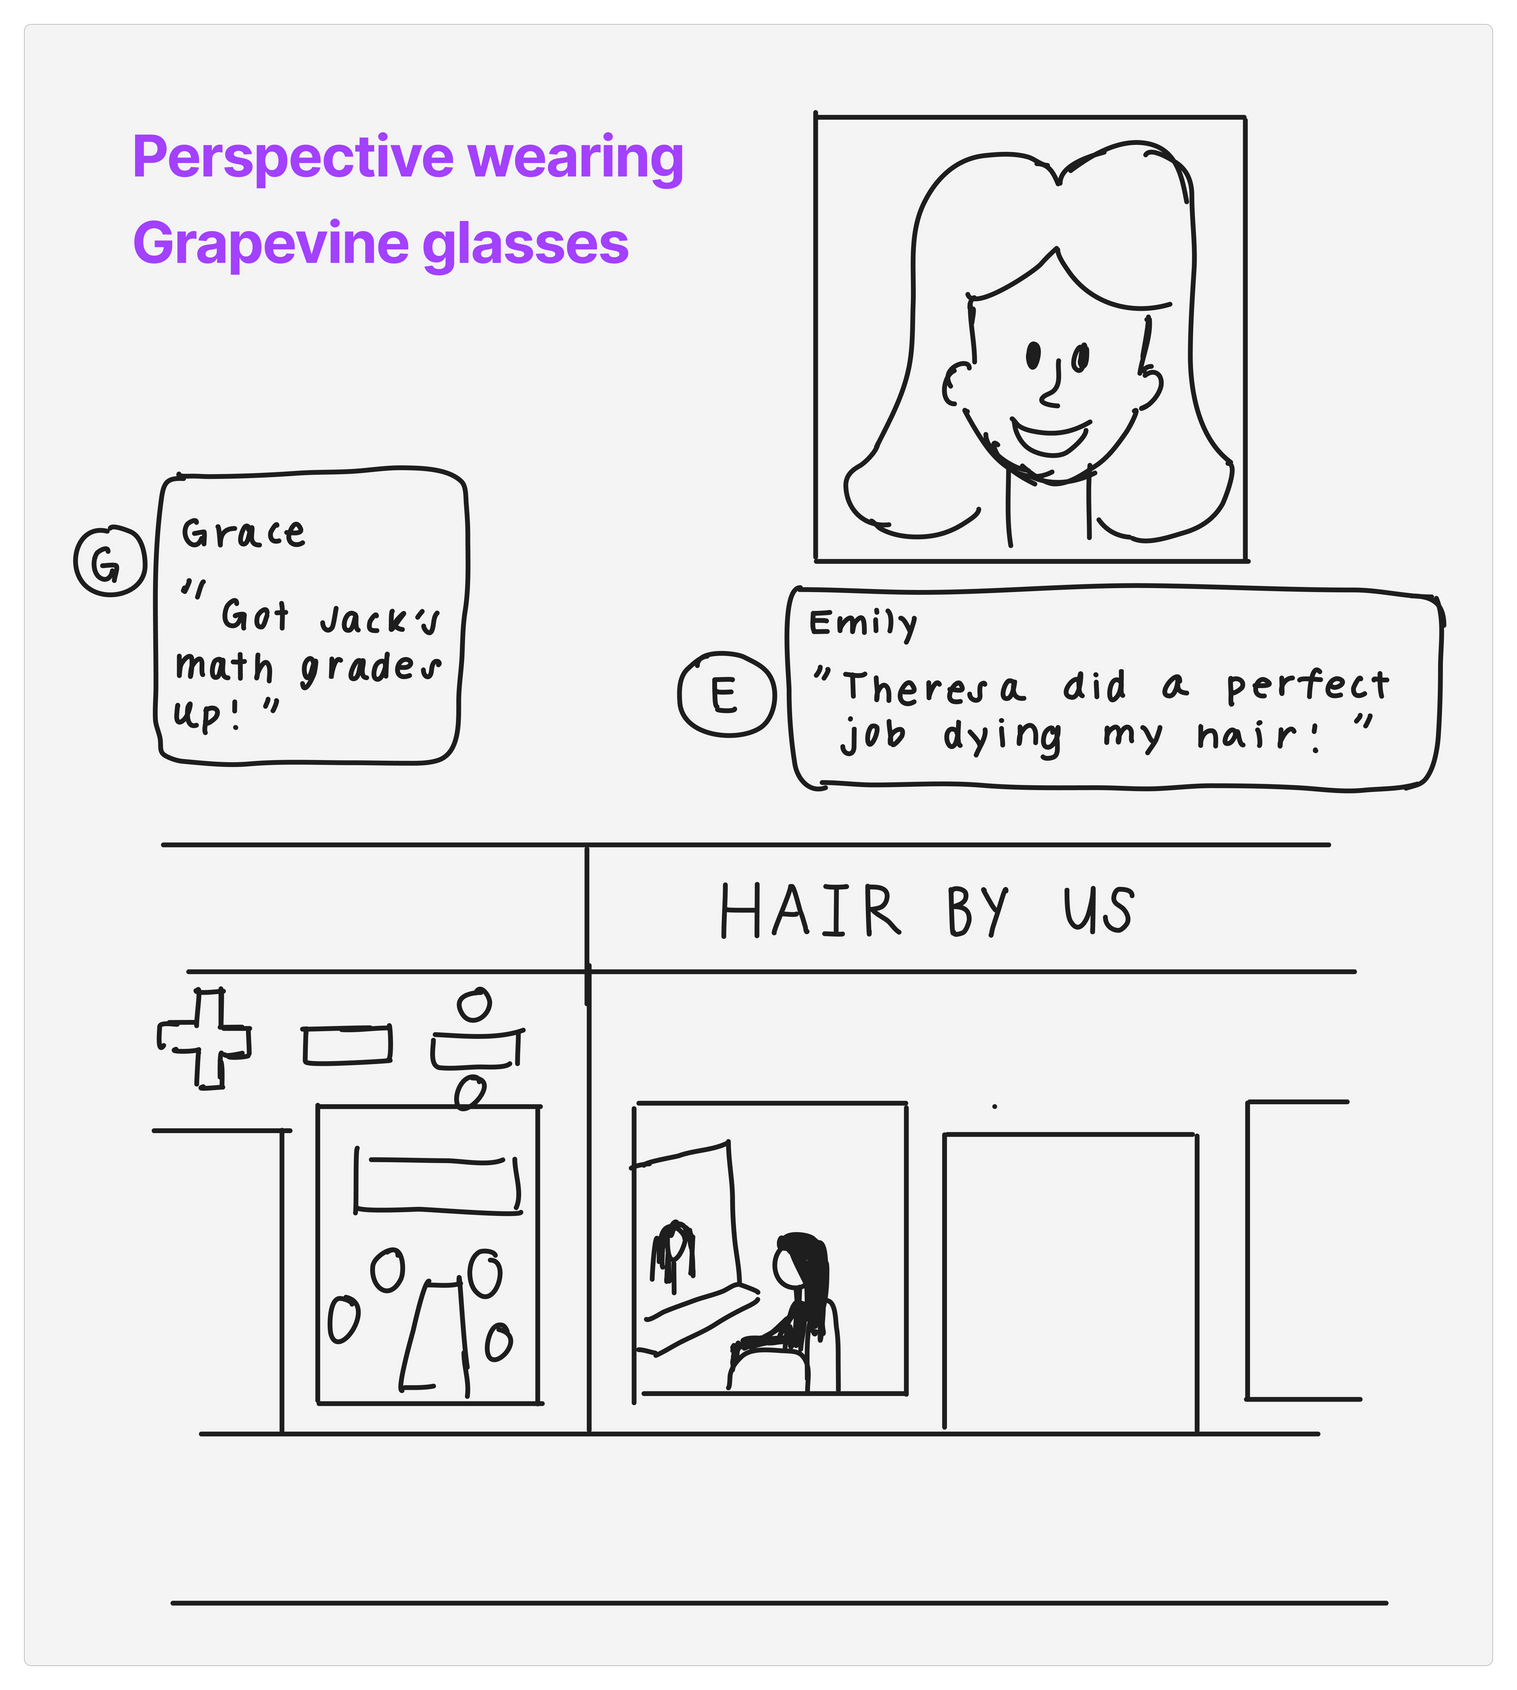 Perspective wearing
Grapevine glasses
G
Grace
"Got Jack's
math grades
up!"
E
Emily
"Theresa did a perfect
job dying my hair!"
HAIR BY US